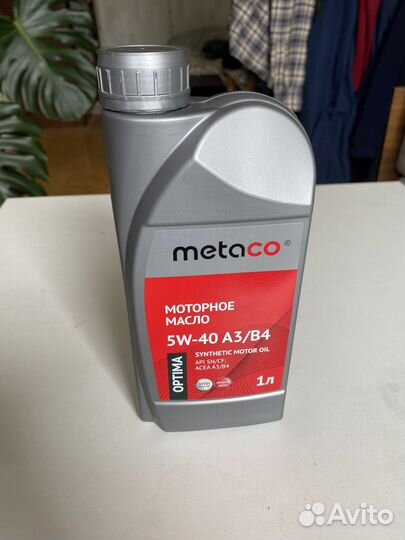 metaco®
МОТОРНОЕ
МАСЛО
5W-40 A3/B4
SYNTHETIC MOTOR OIL
API SN/CF;
ACEA A3/B4
OPTIMA
1л
Avito